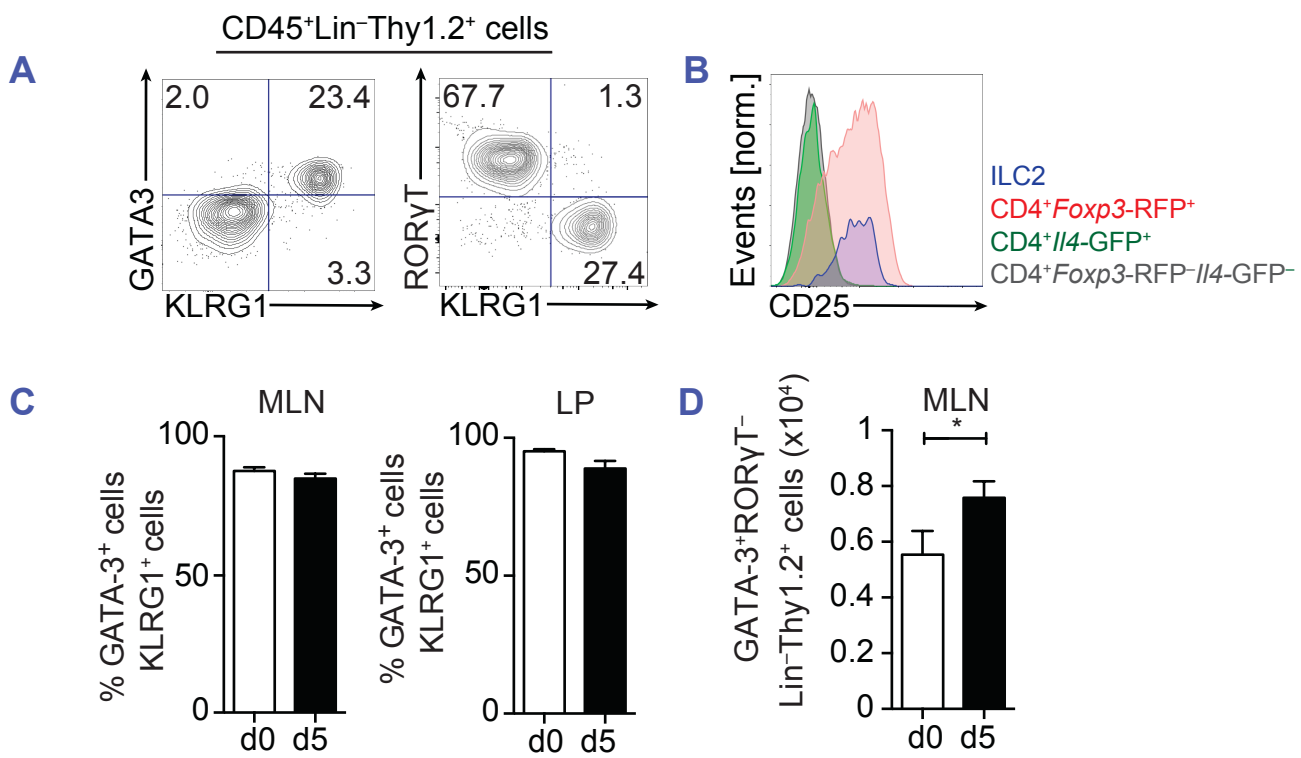 CD45⁺Lin⁻Thy1.2⁺ cells
A
2.0
23.4
3.3
GATA3
KLRG1
67.7
1.3
27.4
RORγT
KLRG1
B
Events [norm.]
CD25
ILC2
CD4⁺Foxp3-RFP⁺
CD4⁺Il4-GFP⁺
CD4⁺Foxp3-RFP⁻Il4-GFP⁻
C
MLN
% GATA-3⁺ cells
KLRG1⁺ cells
100
50
0
d0 d5
LP
% GATA-3⁺ cells
KLRG1⁺ cells
100
50
0
d0 d5
D
MLN
*
GATA-3⁺RORγT⁻
Lin⁻Thy1.2⁺ cells (x10⁴)
1
0.8
0.6
0.4
0.2
0
d0 d5